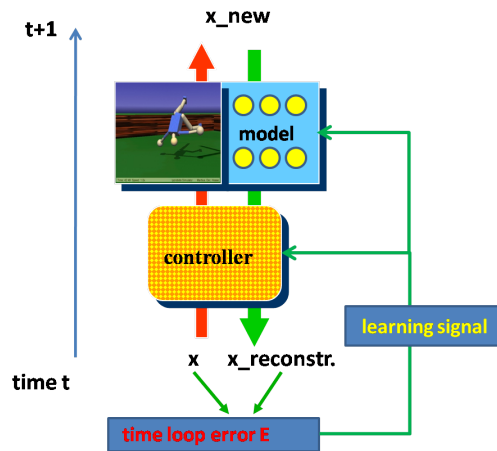 x_new
t+1
model
controller
learning signal
x
x_reconstr.
time t
time loop error E